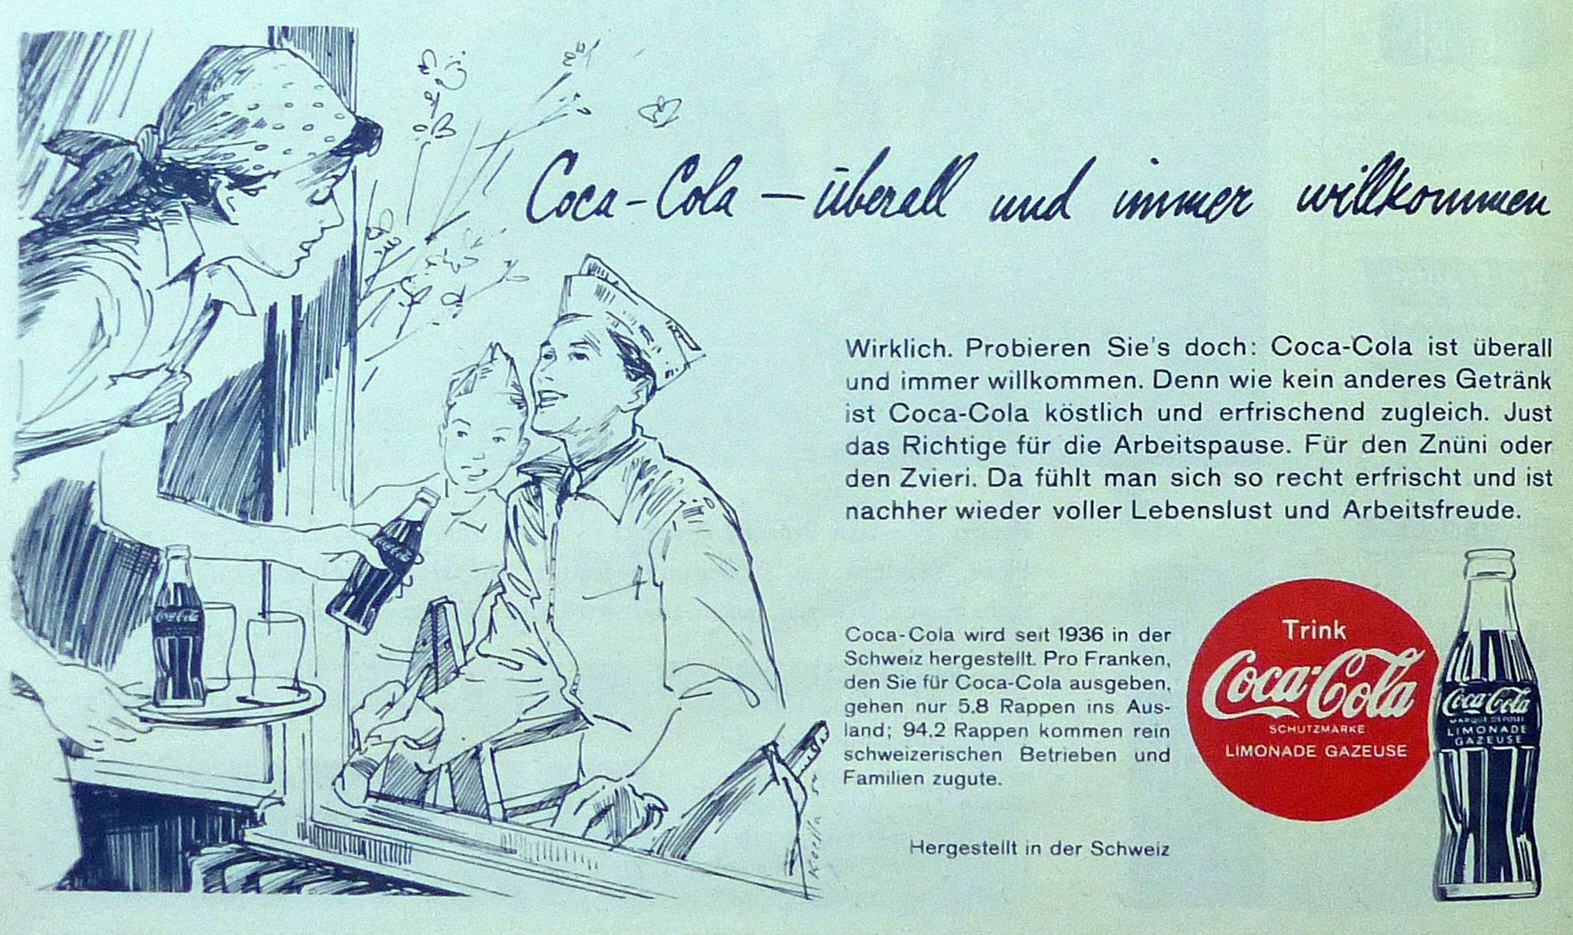 Coca-Cola — überall und immer willkommen
Wirklich. Probieren Sie's doch: Coca-Cola ist überall
und immer willkommen. Denn wie kein anderes Getränk
ist Coca-Cola köstlich und erfrischend zugleich. Just
das Richtige für die Arbeitspause. Für den Znüni oder
den Zvieri. Da fühlt man sich so recht erfrischt und ist
nachher wieder voller Lebenslust und Arbeitsfreude.
Coca-Cola wird seit 1936 in der
Schweiz hergestellt. Pro Franken,
den Sie für Coca-Cola ausgeben,
gehen nur 5.8 Rappen ins Aus-
land; 94,2 Rappen kommen rein
schweizerischen Betrieben und
Familien zugute.
Hergestellt in der Schweiz
Trink
Coca-Cola
SCHUTZMARKE
LIMONADE GAZEUSE
Coca-Cola
MARQUE DÉPOSÉE
LIMONADE
GAZEUSE
Coca-Cola